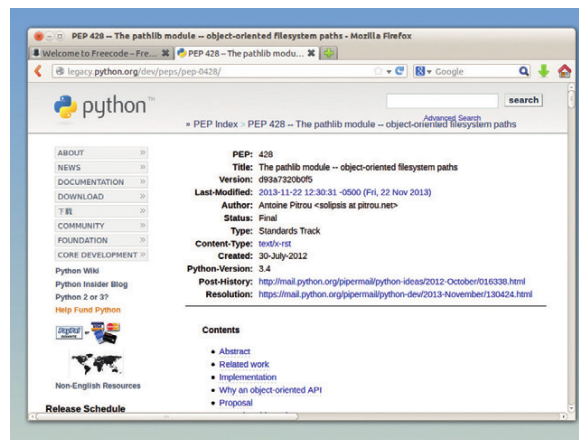 PEP 428 -- The pathlib module -- object-oriented filesystem paths - Mozilla Firefox
Welcome to Freecode – Fre...
PEP 428 -- The pathlib modu...
legacy.python.org/dev/peps/pep-0428/
Google
python™
search
Advanced Search
» PEP Index > PEP 428 -- The pathlib module -- object-oriented filesystem paths
ABOUT »
NEWS »
DOCUMENTATION »
DOWNLOAD »
下載 »
COMMUNITY »
FOUNDATION »
CORE DEVELOPMENT »
Python Wiki
Python Insider Blog
Python 2 or 3?
Help Fund Python
Non-English Resources
Release Schedule
PEP: 428
Title: The pathlib module -- object-oriented filesystem paths
Version: d93a7320b0f5
Last-Modified: 2013-11-22 12:30:31 -0500 (Fri, 22 Nov 2013)
Author: Antoine Pitrou <solipsis at pitrou.net>
Status: Final
Type: Standards Track
Content-Type: text/x-rst
Created: 30-July-2012
Python-Version: 3.4
Post-History: http://mail.python.org/pipermail/python-ideas/2012-October/016338.html
Resolution: https://mail.python.org/pipermail/python-dev/2013-November/130424.html
Contents
Abstract
Related work
Implementation
Why an object-oriented API
Proposal